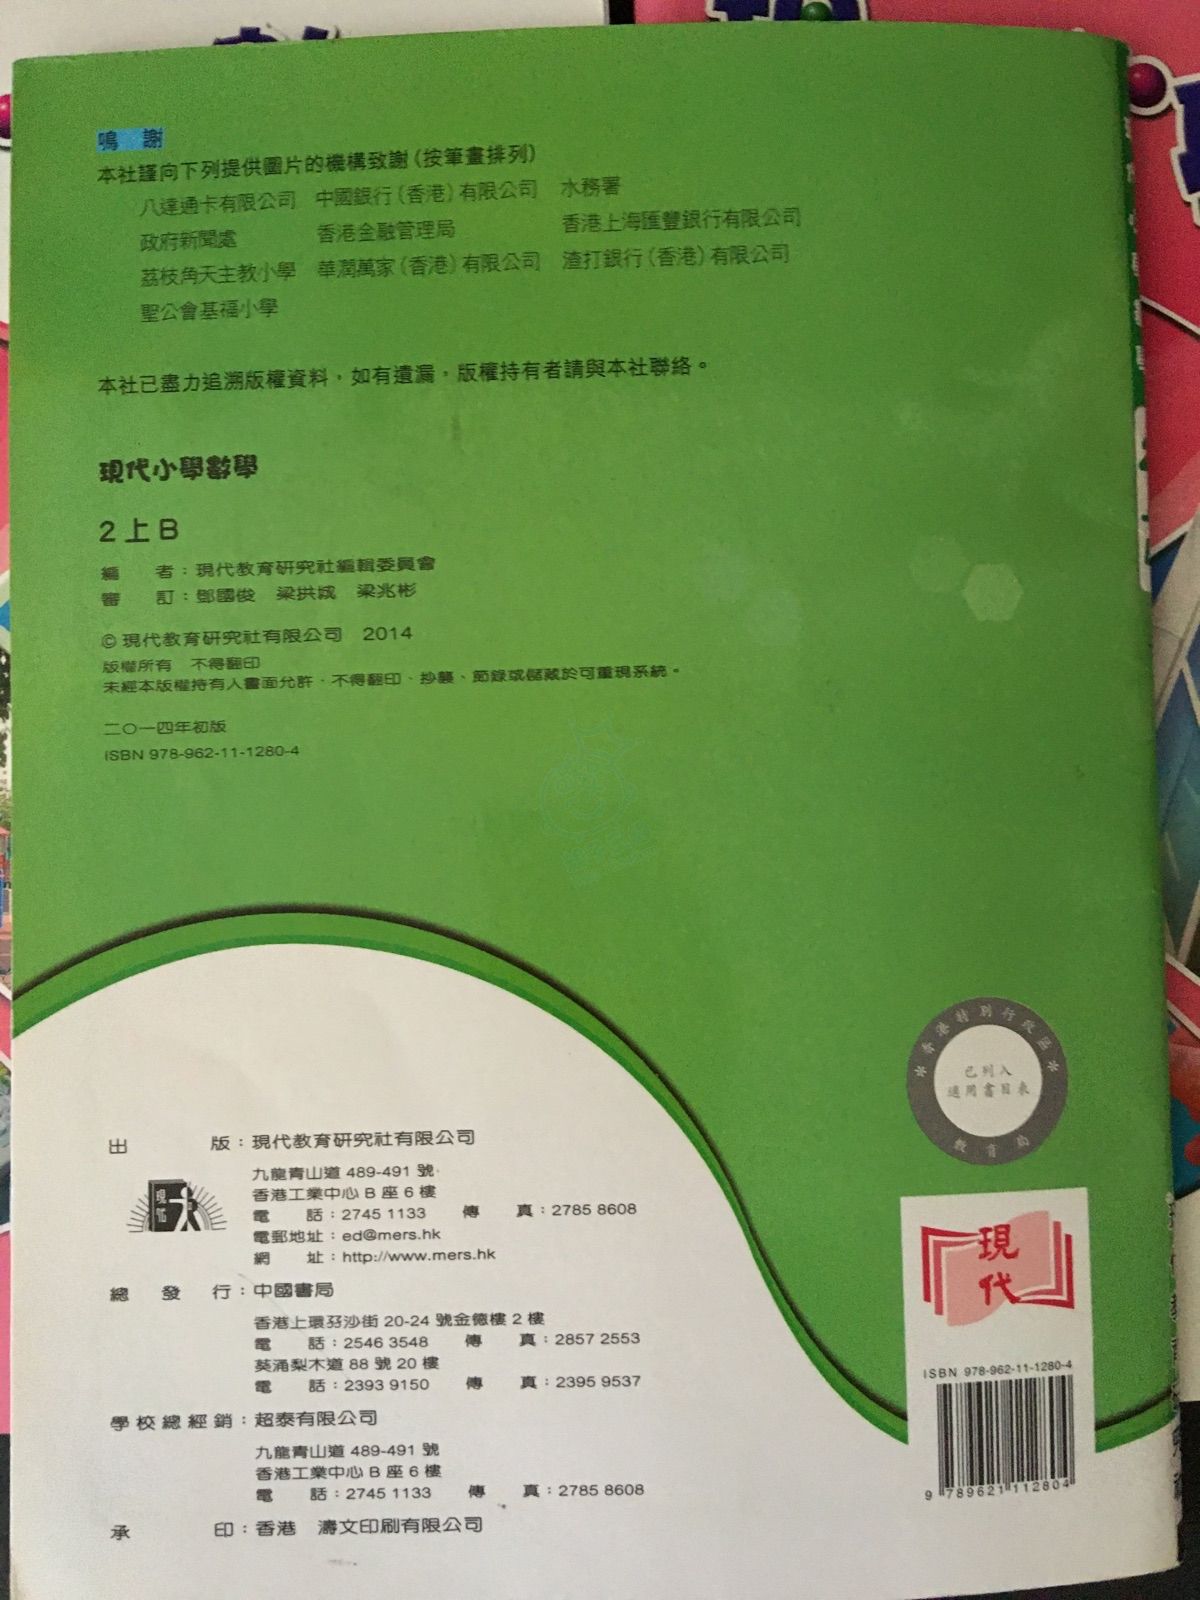 鳴 謝
本社謹向下列提供圖片的機構致謝（按筆畫排列）
八達通卡有限公司 中國銀行（香港）有限公司 水務署
政府新聞處 香港金融管理局 香港上海匯豐銀行有限公司
荔枝角天主教小學 華潤萬家（香港）有限公司 渣打銀行（香港）有限公司
聖公會基福小學
本社已盡力追溯版權資料，如有遺漏，版權持有者請與本社聯絡。
現代小學數學
2 上 B
編 者：現代教育研究社編輯委員會
審 訂：鄧國俊 梁拱城 梁兆彬
© 現代教育研究社有限公司 2014
版權所有 不得翻印
未經本版權持有人書面允許，不得翻印、抄襲、節錄或儲藏於可重現系統。
二○一四年初版
ISBN 978-962-11-1280-4
香港特別行政區
已列入
適用書目表
教育局
出 版：現代教育研究社有限公司
九龍青山道 489-491 號
香港工業中心 B 座 6 樓
電 話：2745 1133 傳 真：2785 8608
電郵地址：ed@mers.hk
網 址：http://www.mers.hk
總 發 行：中國書局
香港上環孖沙街 20-24 號金德樓 2 樓
電 話：2546 3548 傳 真：2857 2553
葵涌梨木道 88 號 20 樓
電 話：2393 9150 傳 真：2395 9537
學校總經銷：超泰有限公司
九龍青山道 489-491 號
香港工業中心 B 座 6 樓
電 話：2745 1133 傳 真：2785 8608
承 印：香港 濤文印刷有限公司
現代
現
代
ISBN 978-962-11-1280-4
9 789621 112804